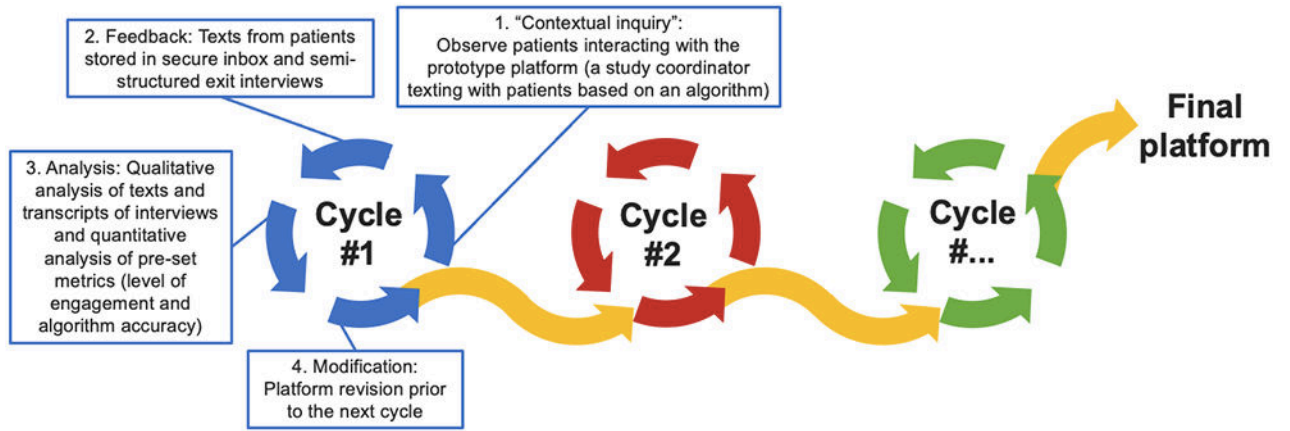 1. “Contextual inquiry”:
Observe patients interacting with the
prototype platform (a study coordinator
texting with patients based on an algorithm)
2. Feedback: Texts from patients
stored in secure inbox and semi-
structured exit interviews
3. Analysis: Qualitative
analysis of texts and
transcripts of interviews
and quantitative
analysis of pre-set
metrics (level of
engagement and
algorithm accuracy)
4. Modification:
Platform revision prior
to the next cycle
Cycle
#1
Cycle
#2
Cycle
#...
Final
platform